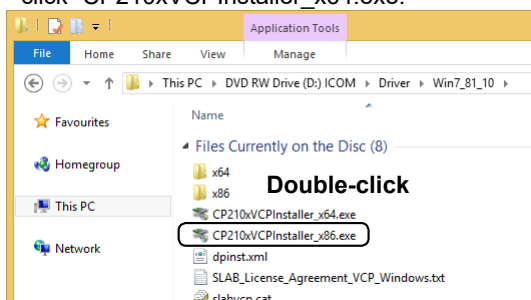 click "CP210xVCPInstaller_x64.exe."
Application Tools
File Home Share View Manage
This PC DVD RW Drive (D:) ICOM Driver Win7_81_10
Favourites
Homegroup
This PC
Network
Name
Files Currently on the Disc (8)
x64
x86
Double-click
CP210xVCPInstaller_x64.exe
CP210xVCPInstaller_x86.exe
dpinst.xml
SLAB_License_Agreement_VCP_Windows.txt
slabvcp.cat